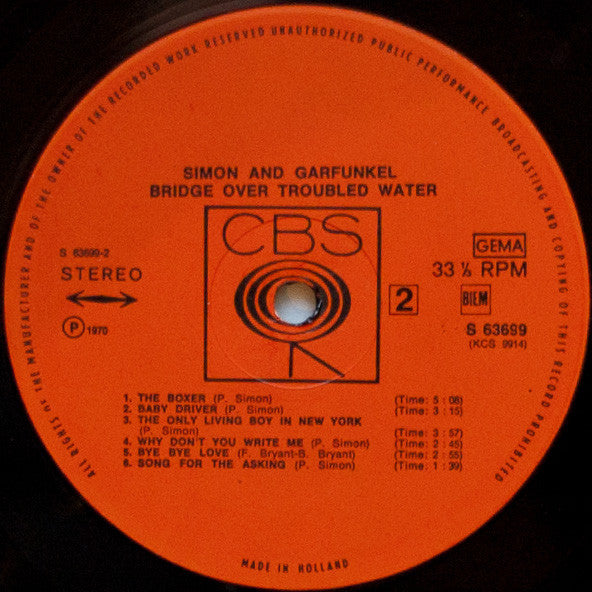 ALL RIGHTS OF THE MANUFACTURER AND OF THE OWNER OF THE RECORDED WORK RESERVED UNAUTHORIZED PUBLIC PERFORMANCE BROADCASTING AND COPYING OF THIS RECORD PROHIBITED
SIMON AND GARFUNKEL
BRIDGE OVER TROUBLED WATER
CBS
S 63699-2
STEREO
Ⓟ 1970
GEMA
33 ⅓ RPM
2
BIEM
S 63699
(KCS 9914)
1. THE BOXER (P. Simon) (Time: 5 : 08)
2. BABY DRIVER (P. Simon) (Time: 3 : 15)
3. THE ONLY LIVING BOY IN NEW YORK
(P. Simon) (Time: 3 : 57)
4. WHY DON'T YOU WRITE ME (P. Simon) (Time: 2 : 45)
5. BYE BYE LOVE (F. Bryant-B. Bryant) (Time: 2 : 55)
6. SONG FOR THE ASKING (P. Simon) (Time: 1 : 39)
MADE IN HOLLAND